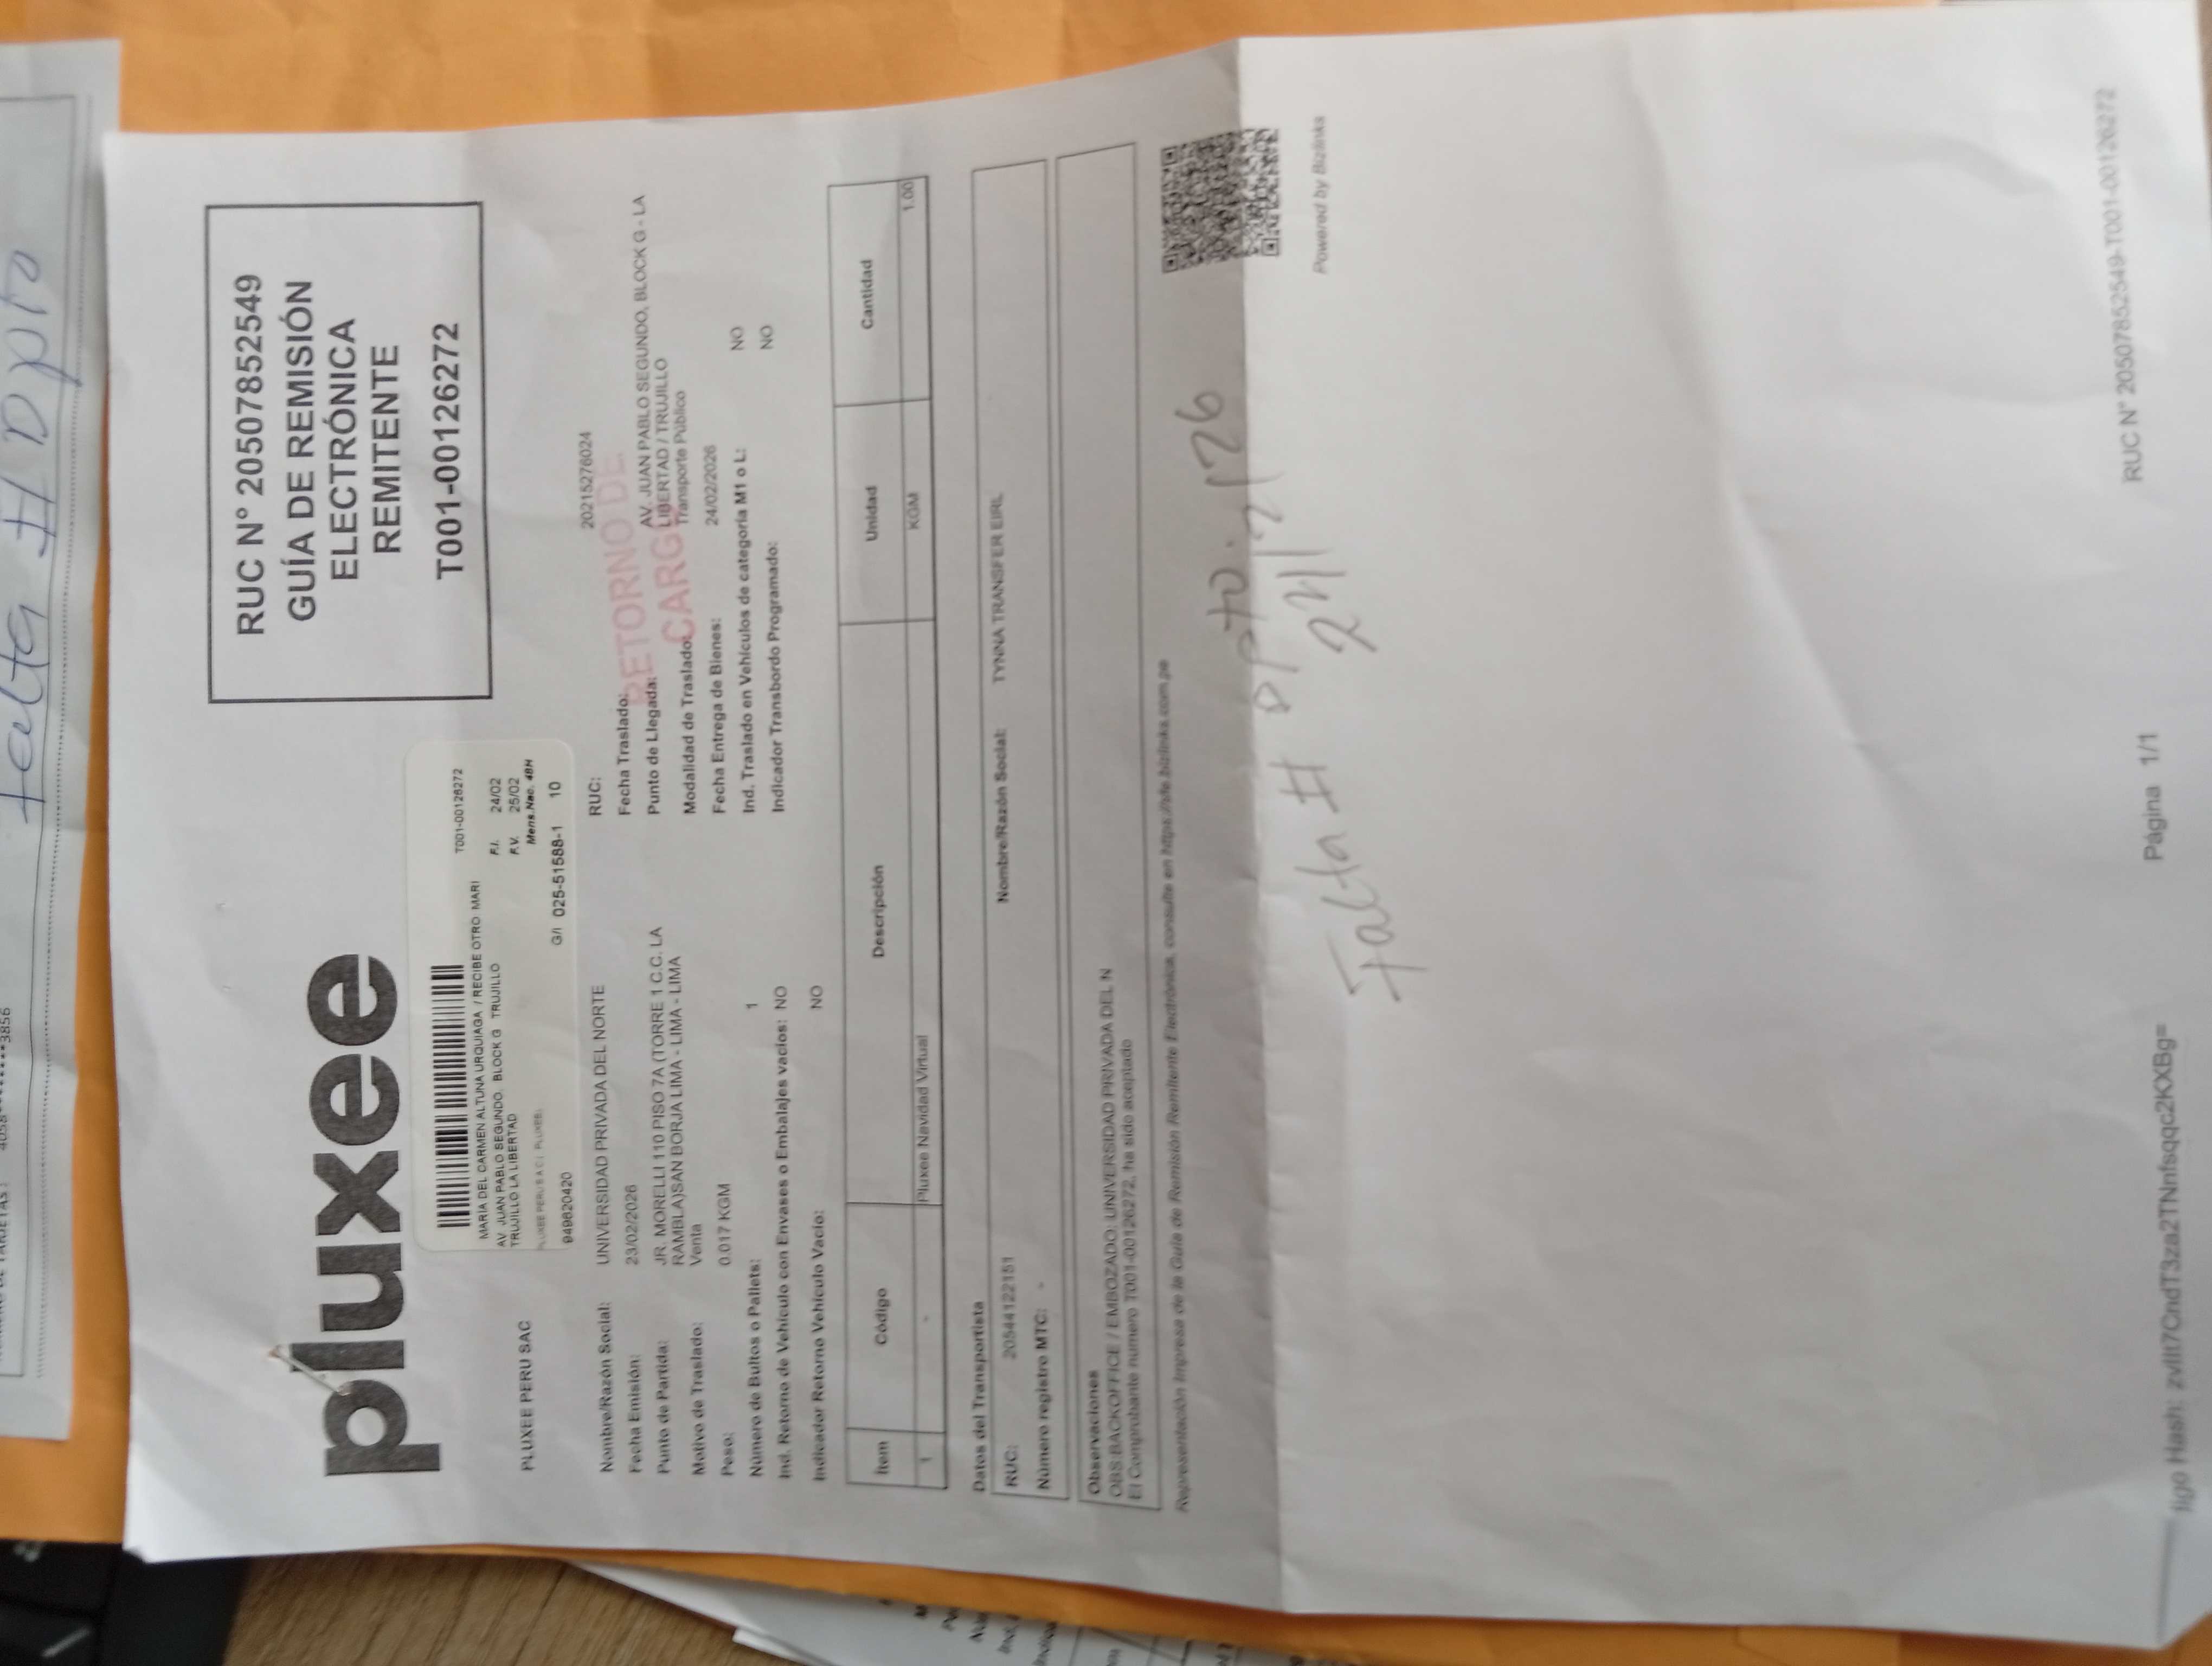 Falta # Dpto
RUC N° 20507852549
GUÍA DE REMISIÓN
ELECTRÓNICA
REMITENTE
T001-00126272
pluxee
T001-00126272
MARIA DEL CARMEN ALTUNA URQUIAGA / RECIBE OTRO MARI
AV. JUAN PABLO SEGUNDO, BLOCK G TRUJILLO
TRUJILLO LA LIBERTAD
F.I. 24/02
F.V. 25/02
Mens.Nac. 48H
949620420
G/I 025-51588-1 10
PLUXEE PERU SAC
RETORNO DE
CARGO
Nombre/Razón Social: UNIVERSIDAD PRIVADA DEL NORTE
RUC: 20215276024
Fecha Emisión: 23/02/2026
Fecha Traslado:
Punto de Partida: JR. MORELLI 110 PISO 7A (TORRE 1 C.C. LA
RAMBLA)SAN BORJA LIMA - LIMA - LIMA
Punto de Llegada: AV. JUAN PABLO SEGUNDO, BLOCK G - LA
LIBERTAD / TRUJILLO
Motivo de Traslado: Venta
Modalidad de Traslado: Transporte Público
Peso: 0.017 KGM
Fecha Entrega de Bienes: 24/02/2026
Número de Bultos o Pallets: 1
Ind. Traslado en Vehículos de categoría M1 o L: NO
Ind. Retorno de Vehículo con Envases o Embalajes vacíos: NO
Indicador Transbordo Programado: NO
Indicador Retorno Vehículo Vacío: NO
Item Código Descripción Unidad Cantidad
1 - Pluxee Navidad Virtual KGM 1.00
Datos del Transportista
RUC: 20544122151 Nombre/Razón Social: TYNNA TRANSFER EIRL
Número registro MTC: -
Observaciones
OBS:BACKOFFICE / EMBOZADO: UNIVERSIDAD PRIVADA DEL N
El Comprobante numero T001-00126272, ha sido aceptado
Representación Impresa de la Guía de Remisión Remitente Electrónica, consulte en
Powered by Bizlinks
Falta # Dpto.
RUC N° 20507852549-T001-00126272
Página 1/1